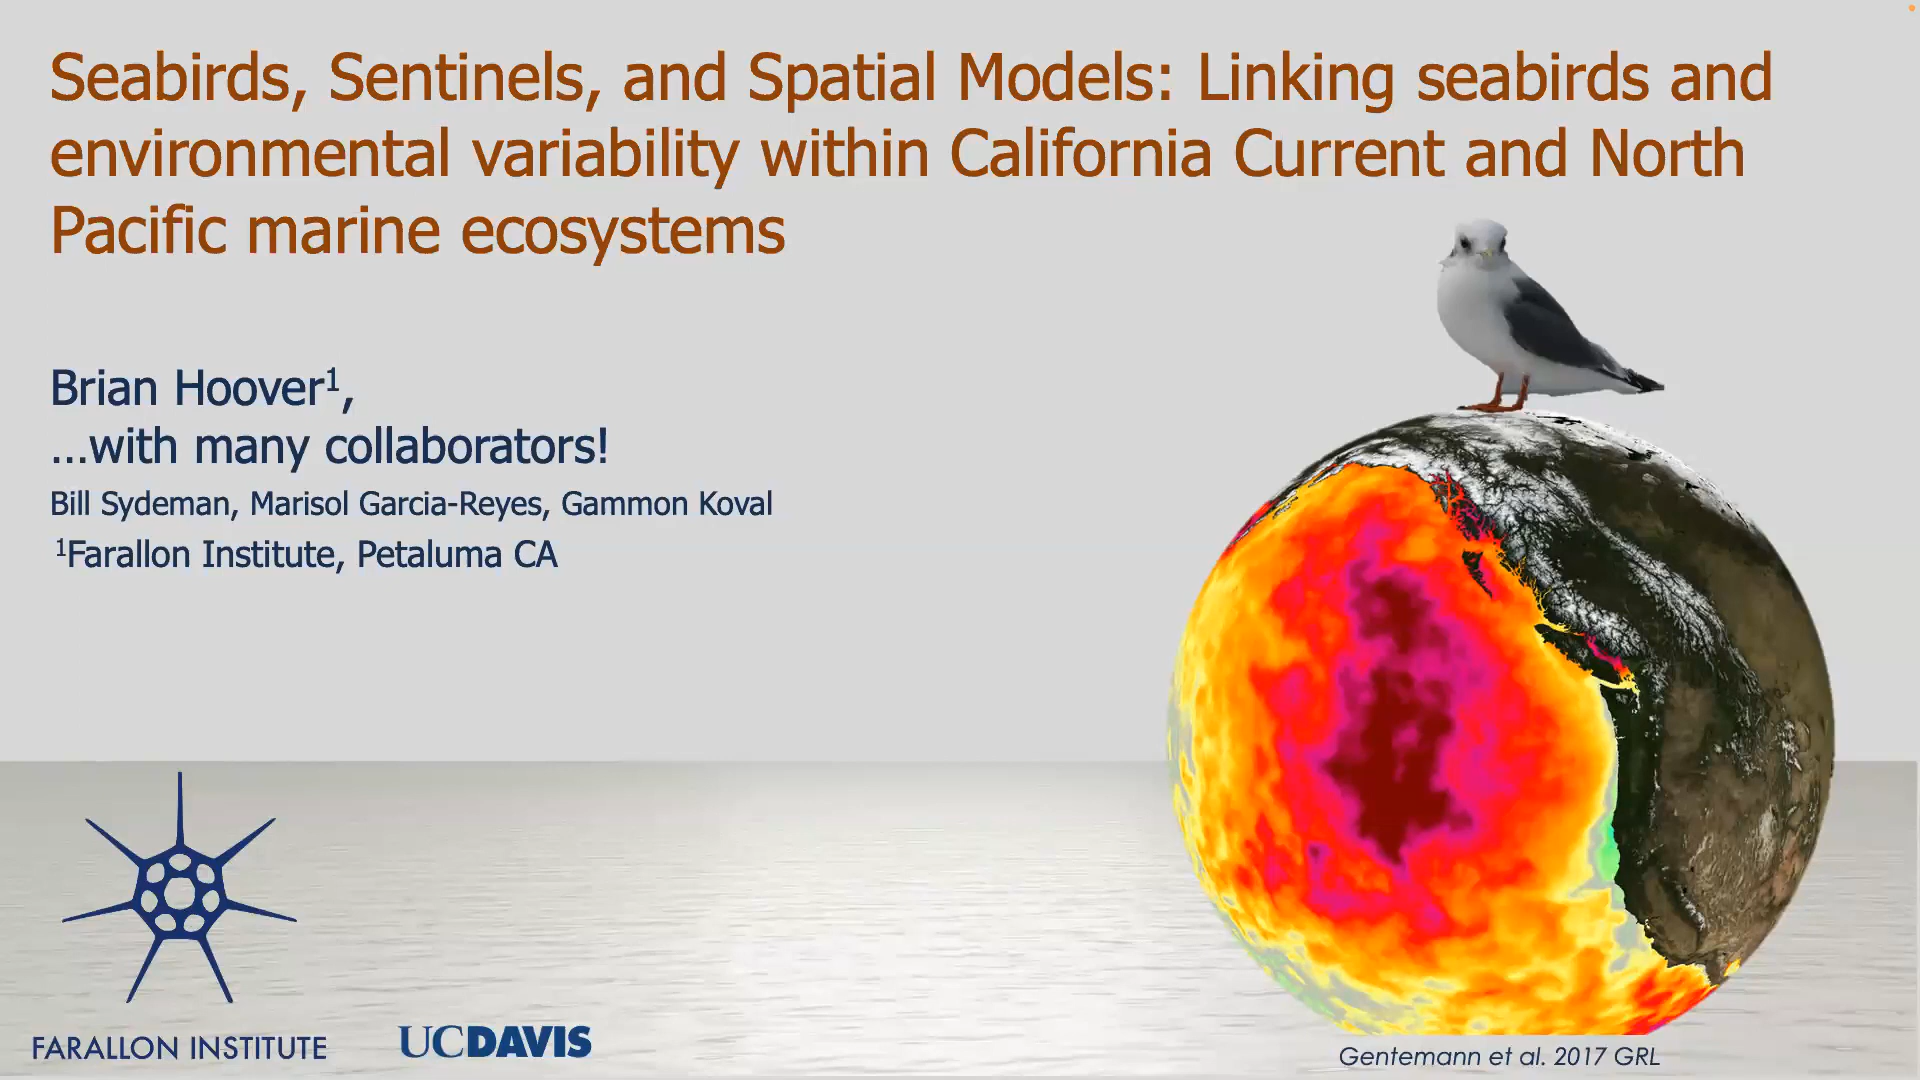 Seabirds, Sentinels, and Spatial Models: Linking seabirds and
environmental variability within California Current and North
Pacific marine ecosystems
Brian Hoover¹,
…with many collaborators!
Bill Sydeman, Marisol Garcia-Reyes, Gammon Koval
¹Farallon Institute, Petaluma CA
FARALLON INSTITUTE
UCDAVIS
Gentemann et al. 2017 GRL